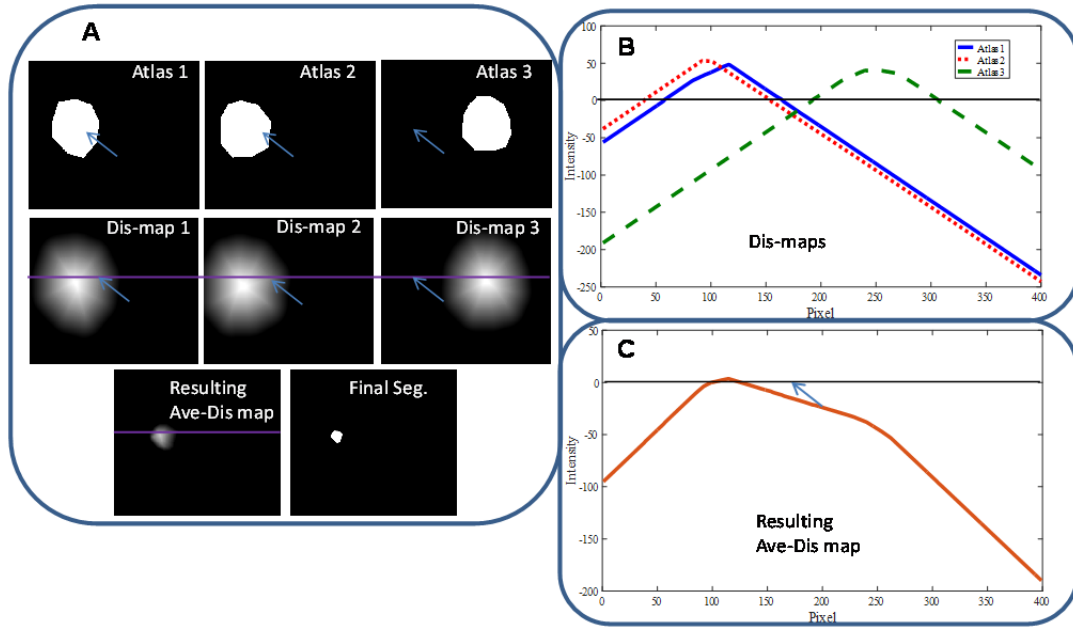 A
Atlas 1
Atlas 2
Atlas 3
Dis-map 1
Dis-map 2
Dis-map 3
Resulting
Ave-Dis map
Final Seg.
B
Atlas1
Atlas2
Atlas3
100
50
0
-50
-100
-150
-200
-250
Intensity
Dis-maps
0
50
100
150
200
250
300
350
400
Pixel
C
50
0
-50
-100
-150
-200
Intensity
Resulting
Ave-Dis map
0
50
100
150
200
250
300
350
400
Pixel